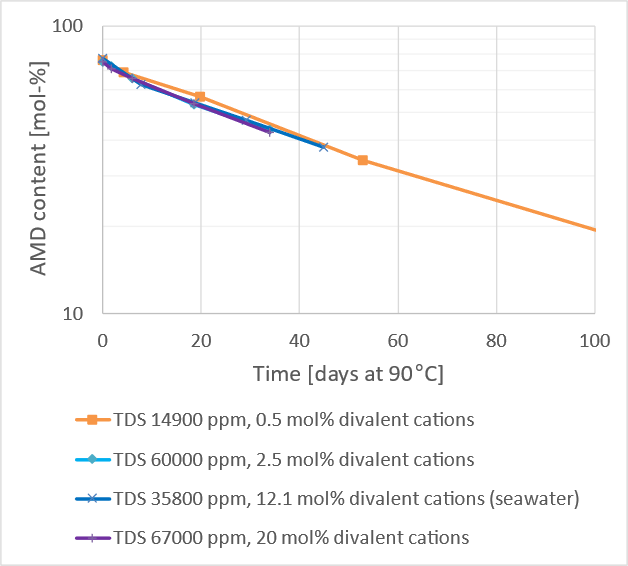 100
10
AMD content [mol-%]
0 20 40 60 80 100
Time [days at 90°C]
TDS 14900 ppm, 0.5 mol% divalent cations
TDS 60000 ppm, 2.5 mol% divalent cations
TDS 35800 ppm, 12.1 mol% divalent cations (seawater)
TDS 67000 ppm, 20 mol% divalent cations